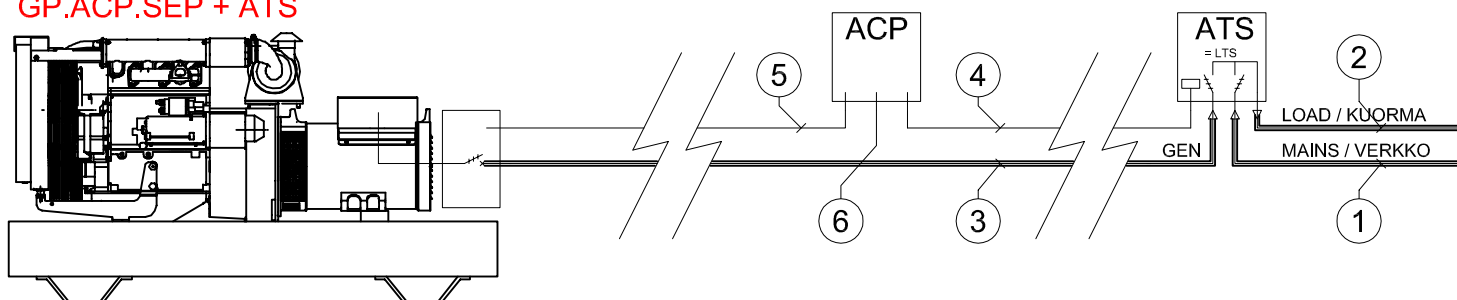 GP.ACP.SEP + ATS
ACP
ATS
= LTS
5
4
2
LOAD / KUORMA
GEN
MAINS / VERKKO
6
3
1